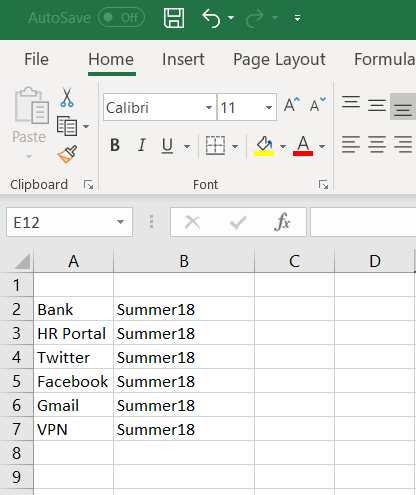 AutoSave Off
File Home Insert Page Layout Formula
Paste
Calibri 11
B I U A
Clipboard Font
E12 fx
A B C D
1
2 Bank Summer18
3 HR Portal Summer18
4 Twitter Summer18
5 Facebook Summer18
6 Gmail Summer18
7 VPN Summer18
8
9